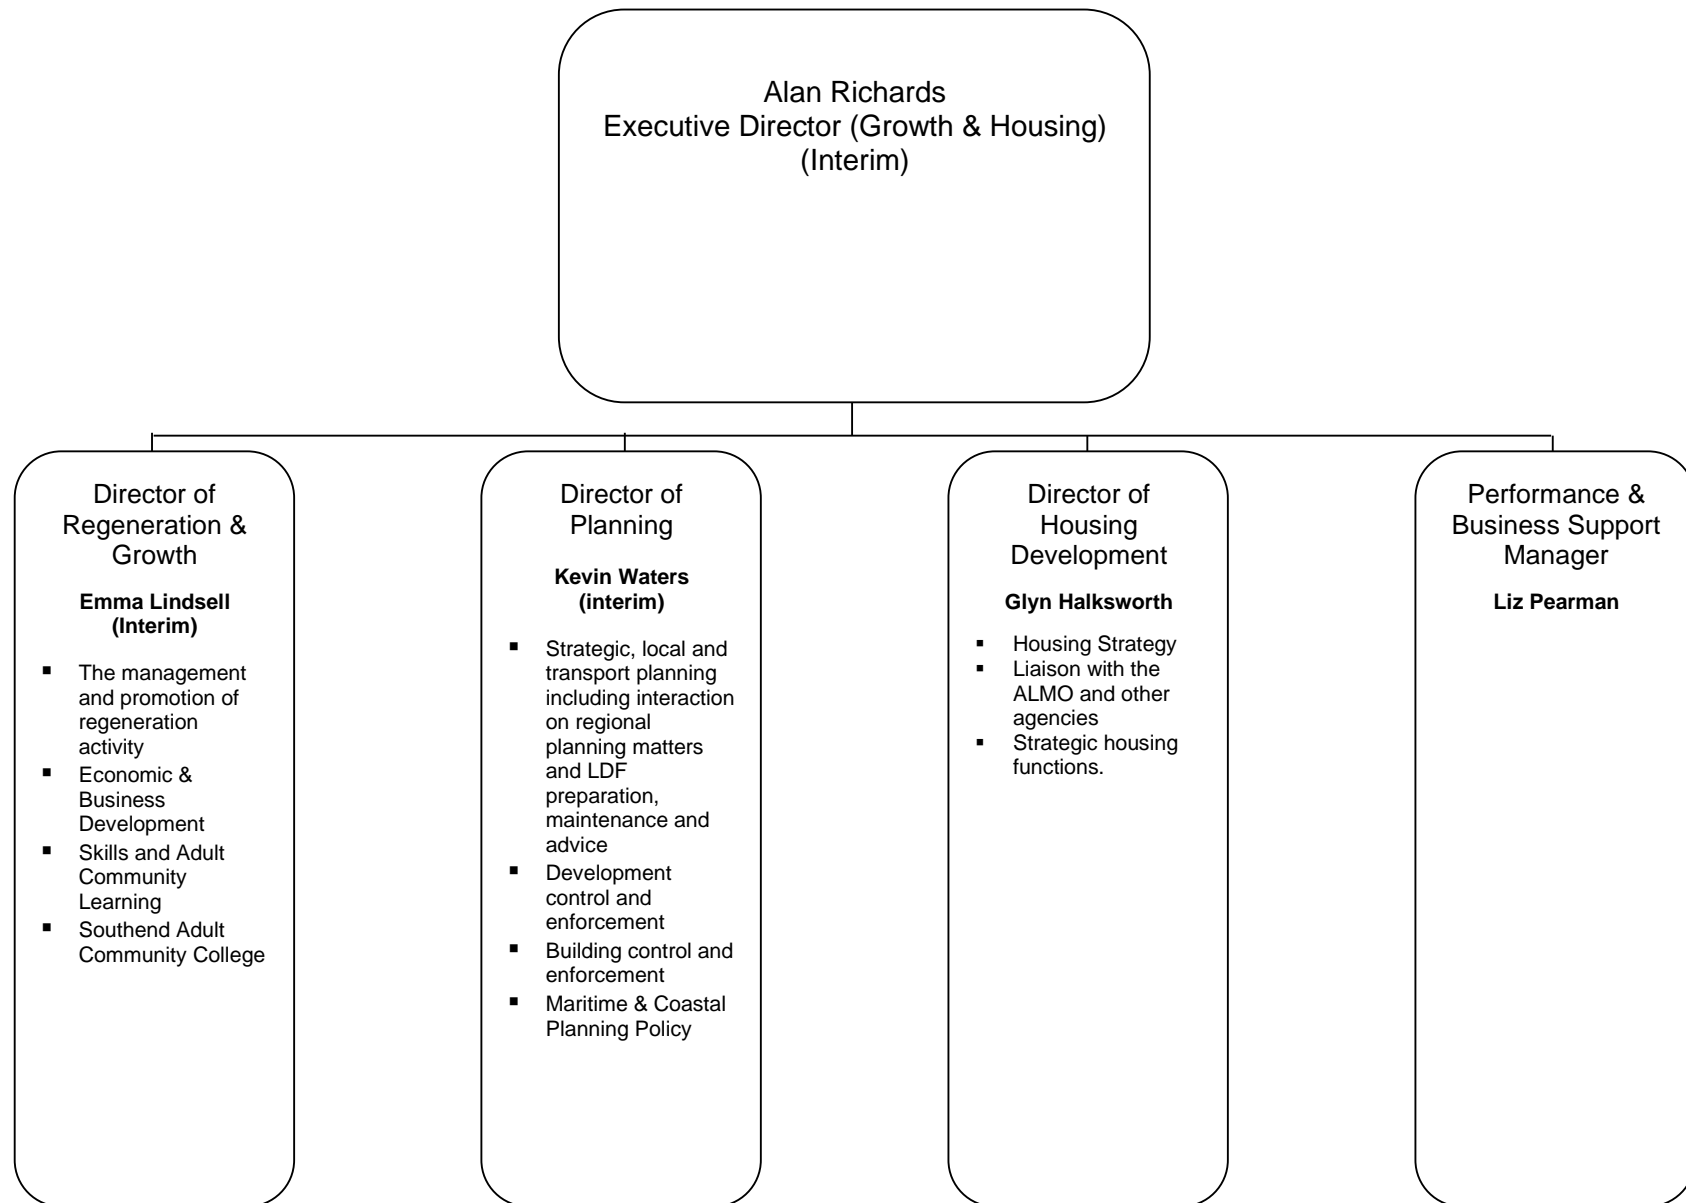 Alan Richards
Executive Director (Growth & Housing)
(Interim)
Director of
Regeneration &
Growth
Emma Lindsell
(Interim)
▪ The management
and promotion of
regeneration
activity
▪ Economic &
Business
Development
▪ Skills and Adult
Community
Learning
▪ Southend Adult
Community College
Director of
Planning
Kevin Waters
(interim)
▪ Strategic, local and
transport planning
including interaction
on regional
planning matters
and LDF
preparation,
maintenance and
advice
▪ Development
control and
enforcement
▪ Building control and
enforcement
▪ Maritime & Coastal
Planning Policy
Director of
Housing
Development
Glyn Halksworth
▪ Housing Strategy
▪ Liaison with the
ALMO and other
agencies
▪ Strategic housing
functions.
Performance &
Business Support
Manager
Liz Pearman